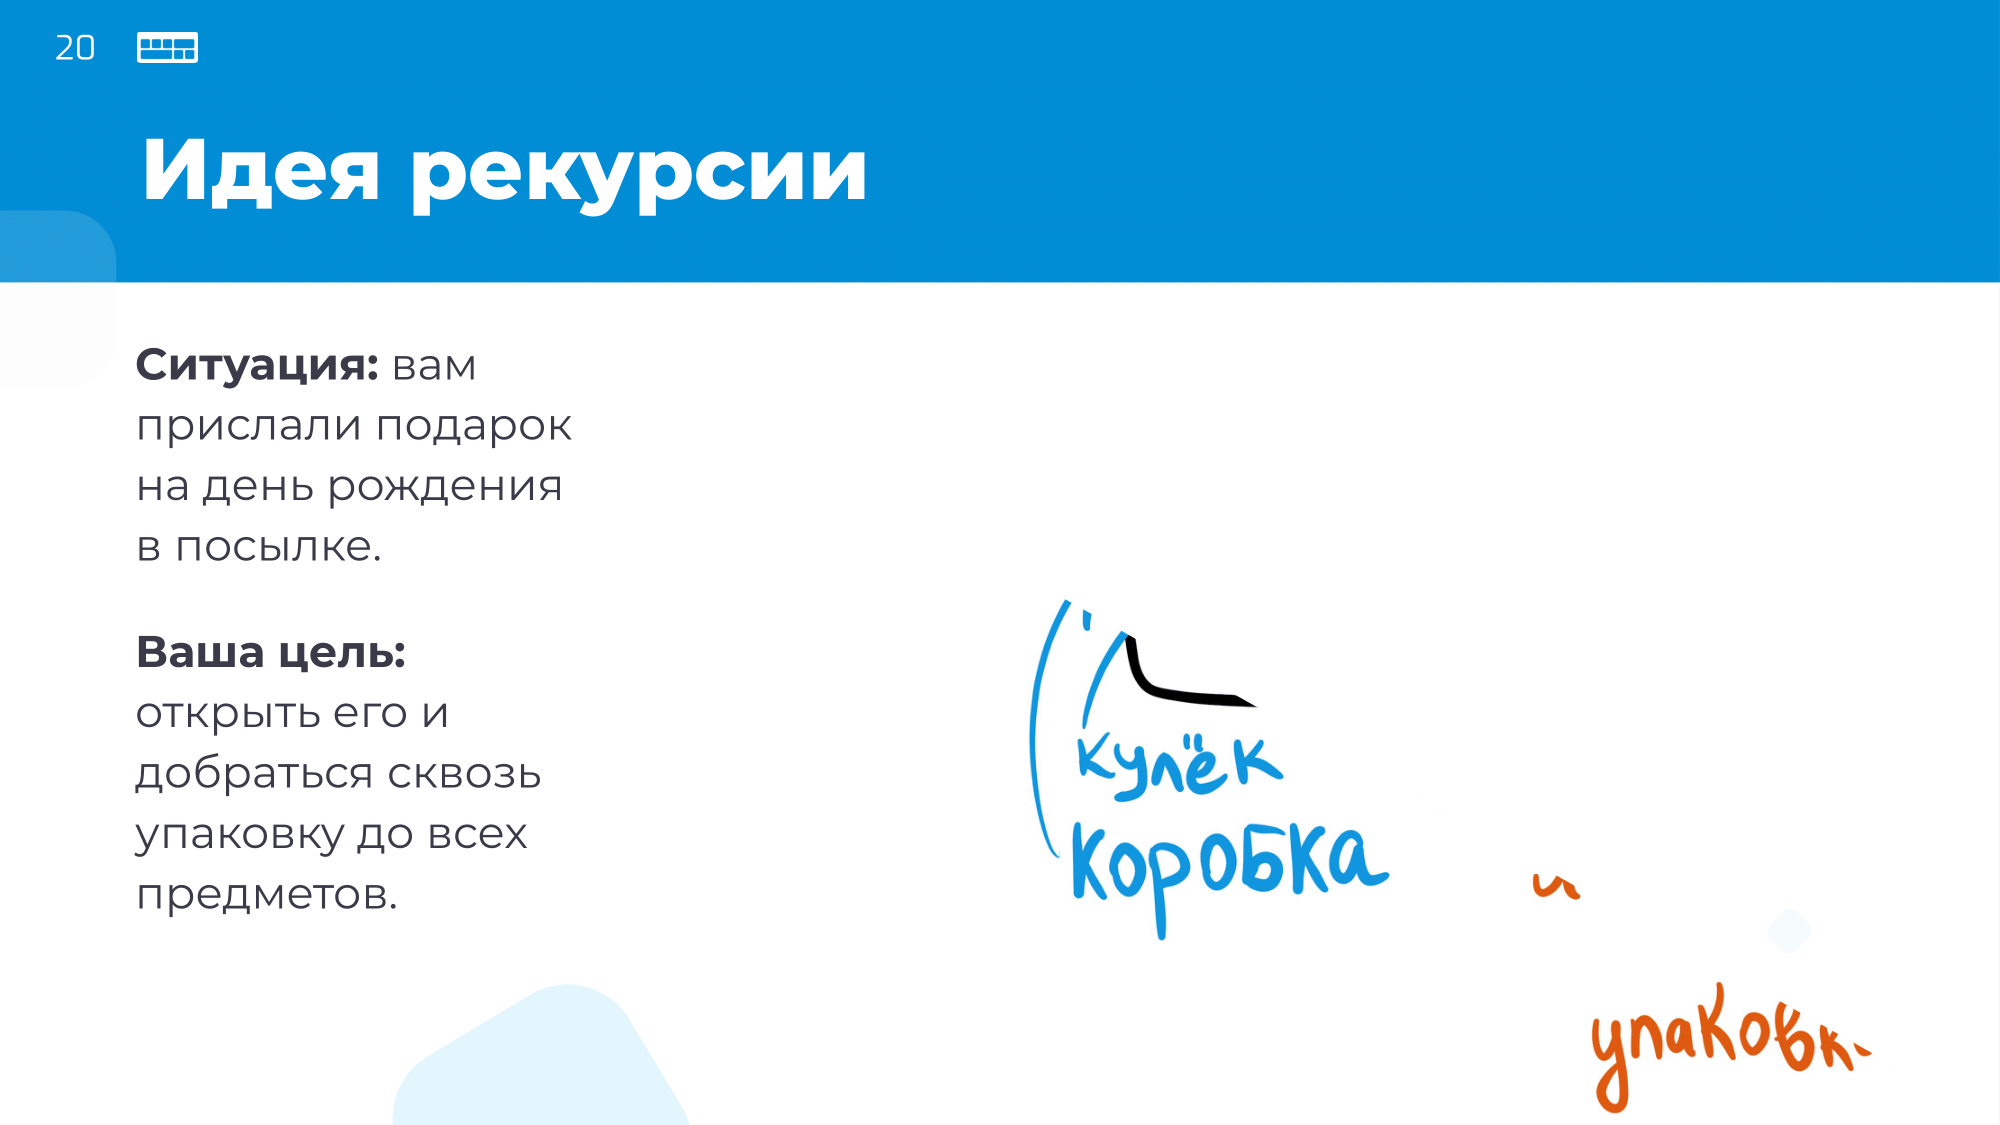 20
Идея рекурсии
Ситуация: вам
прислали подарок
на день рождения
в посылке.
Ваша цель:
открыть его и
добраться сквозь
упаковку до всех
предметов.
кулёк
коробка